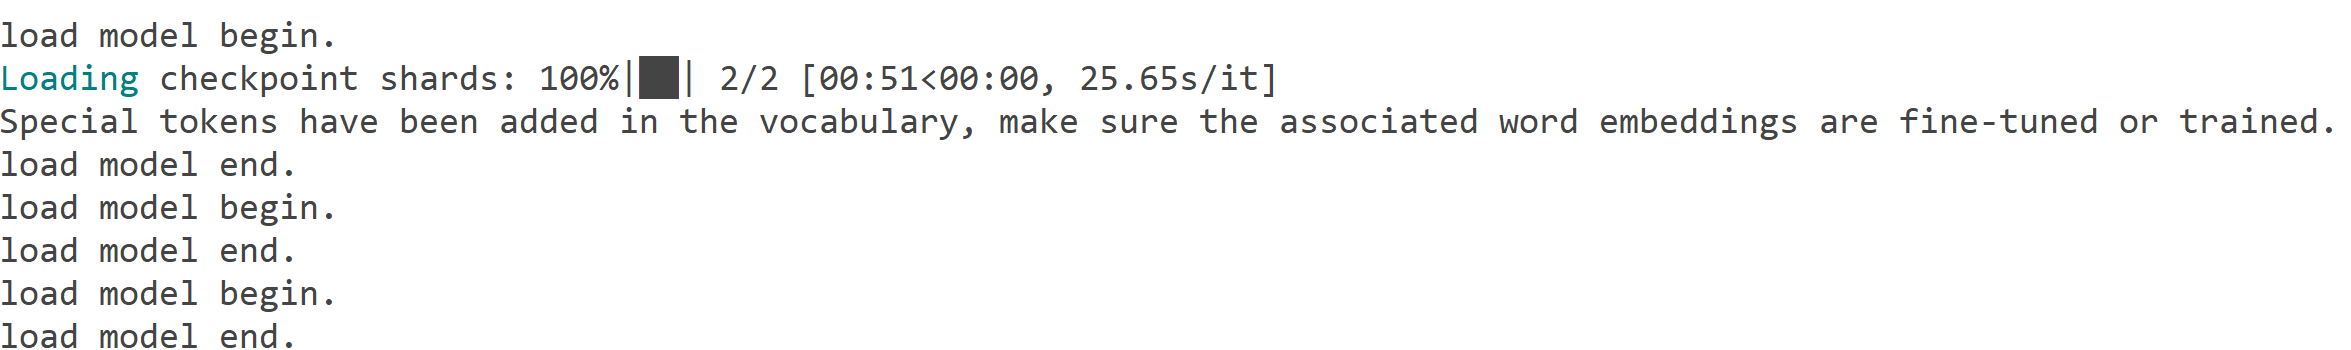 load model begin.
Loading checkpoint shards: 100%|██| 2/2 [00:51<00:00, 25.65s/it]
Special tokens have been added in the vocabulary, make sure the associated word embeddings are fine-tuned or trained.
load model end.
load model begin.
load model end.
load model begin.
load model end.